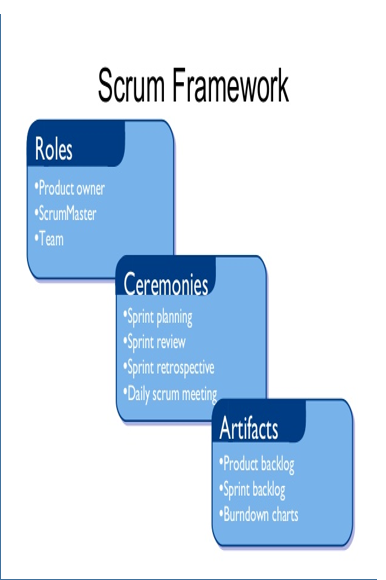 Scrum Framework
Roles
•Product owner
•ScrumMaster
•Team
Ceremonies
•Sprint planning
•Sprint review
•Sprint retrospective
•Daily scrum meeting
Artifacts
•Product backlog
•Sprint backlog
•Burndown charts